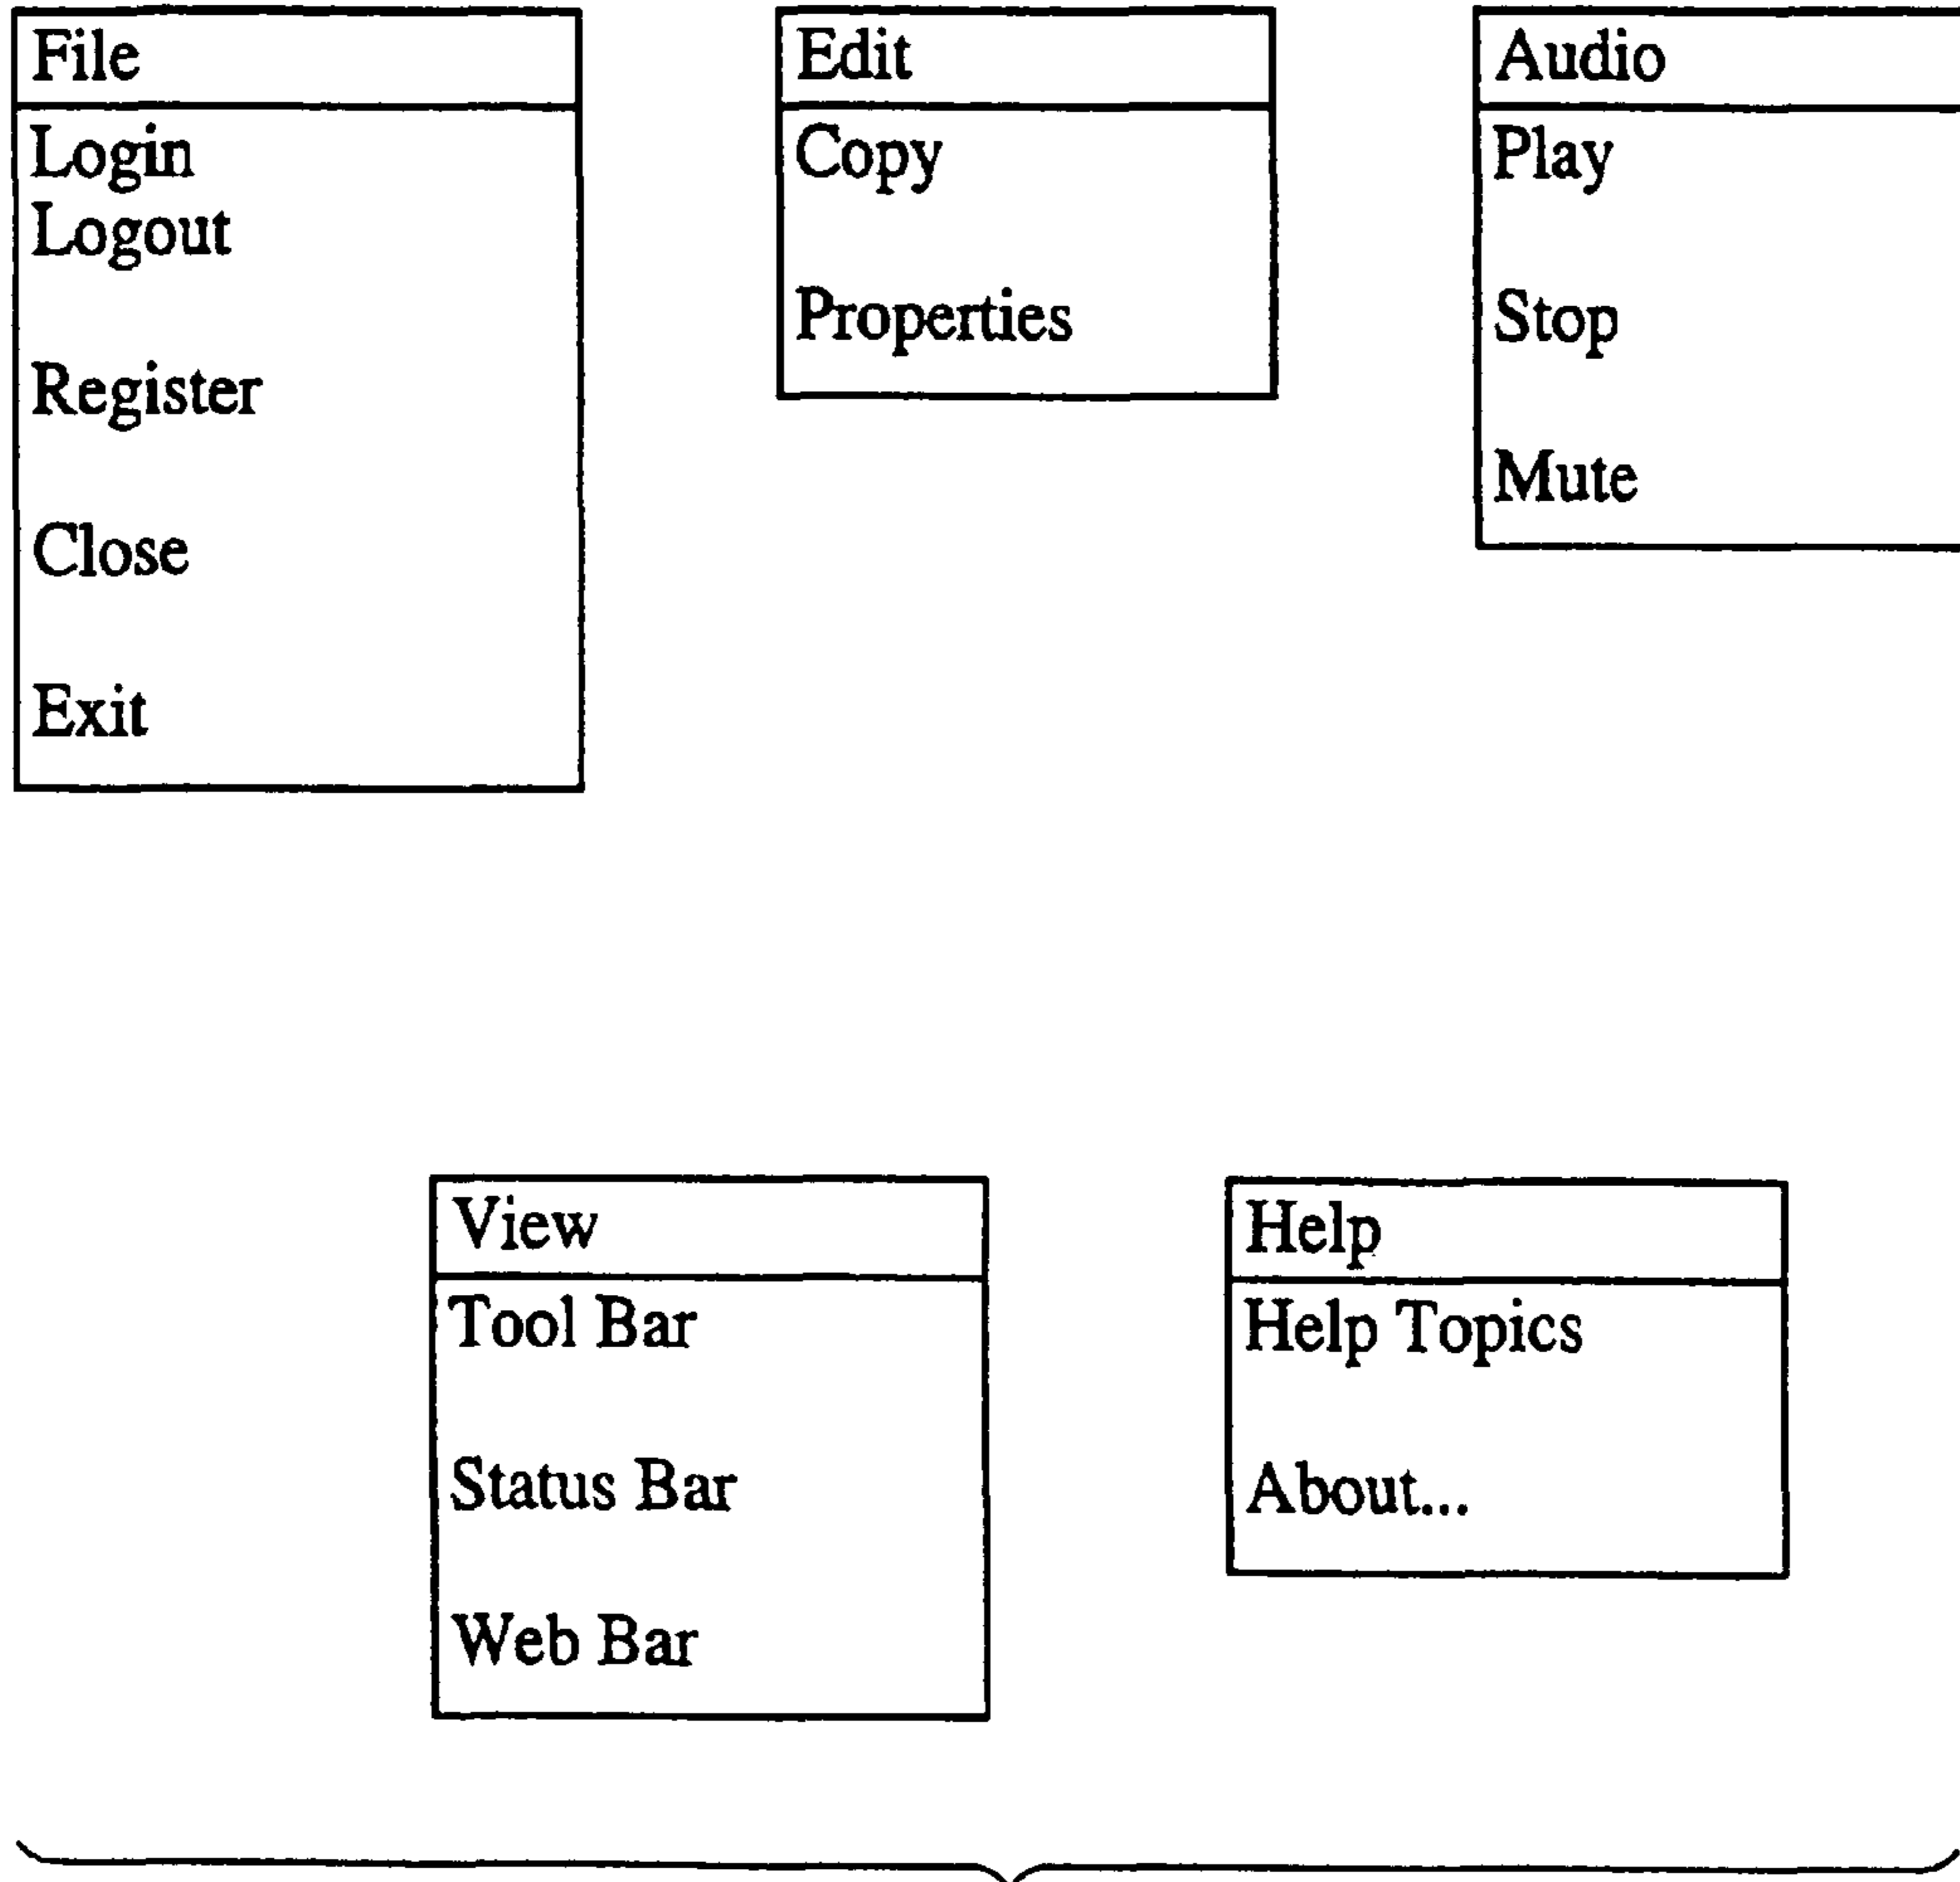 File
Login
Logout
Register
Close
Exit
Edit
Copy
Properties
Audio
Play
Stop
Mute
View
Tool Bar
Status Bar
Web Bar
Help
Help Topics
About...